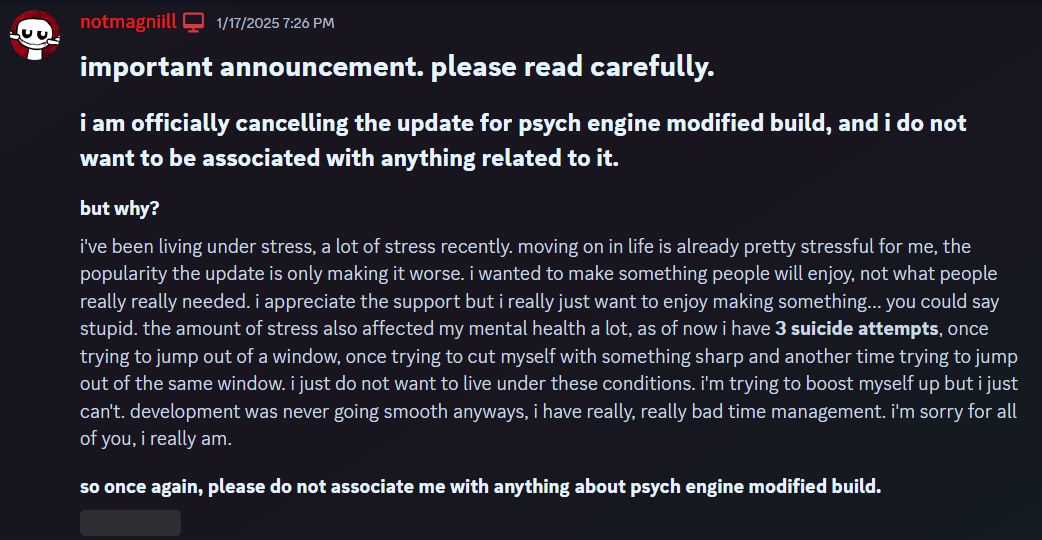 notmagniill 1/17/2025 7:26 PM
important announcement. please read carefully.
i am officially cancelling the update for psych engine modified build, and i do not
want to be associated with anything related to it.
but why?
i've been living under stress, a lot of stress recently. moving on in life is already pretty stressful for me, the
popularity the update is only making it worse. i wanted to make something people will enjoy, not what people
really really needed. i appreciate the support but i really just want to enjoy making something... you could say
stupid. the amount of stress also affected my mental health a lot, as of now i have 3 suicide attempts, once
trying to jump out of a window, once trying to cut myself with something sharp and another time trying to jump
out of the same window. i just do not want to live under these conditions. i'm trying to boost myself up but i just
can't. development was never going smooth anyways, i have really, really bad time management. i'm sorry for all
of you, i really am.
so once again, please do not associate me with anything about psych engine modified build.